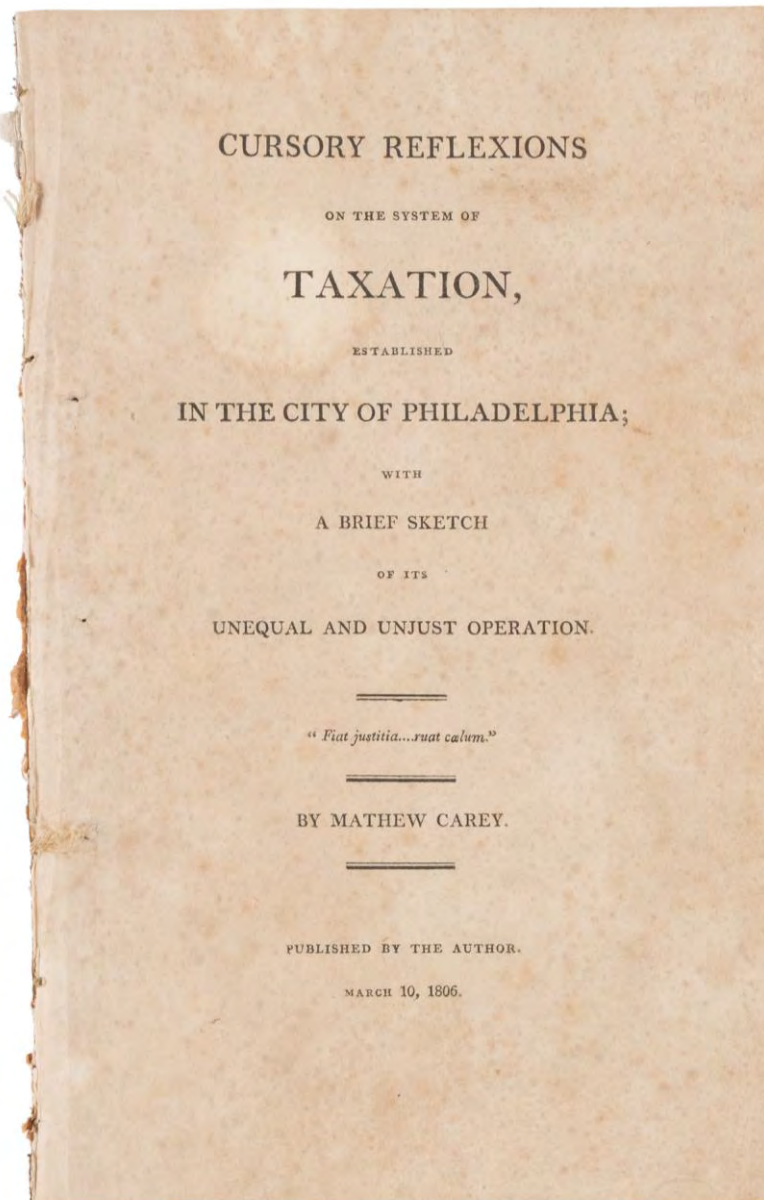 CURSORY REFLEXIONS
ON THE SYSTEM OF
TAXATION,
ESTABLISHED
IN THE CITY OF PHILADELPHIA;
WITH
A BRIEF SKETCH
OF ITS
UNEQUAL AND UNJUST OPERATION.
“ Fiat justitia....ruat cælum.”
BY MATHEW CAREY.
PUBLISHED BY THE AUTHOR.
MARCH 10, 1806.